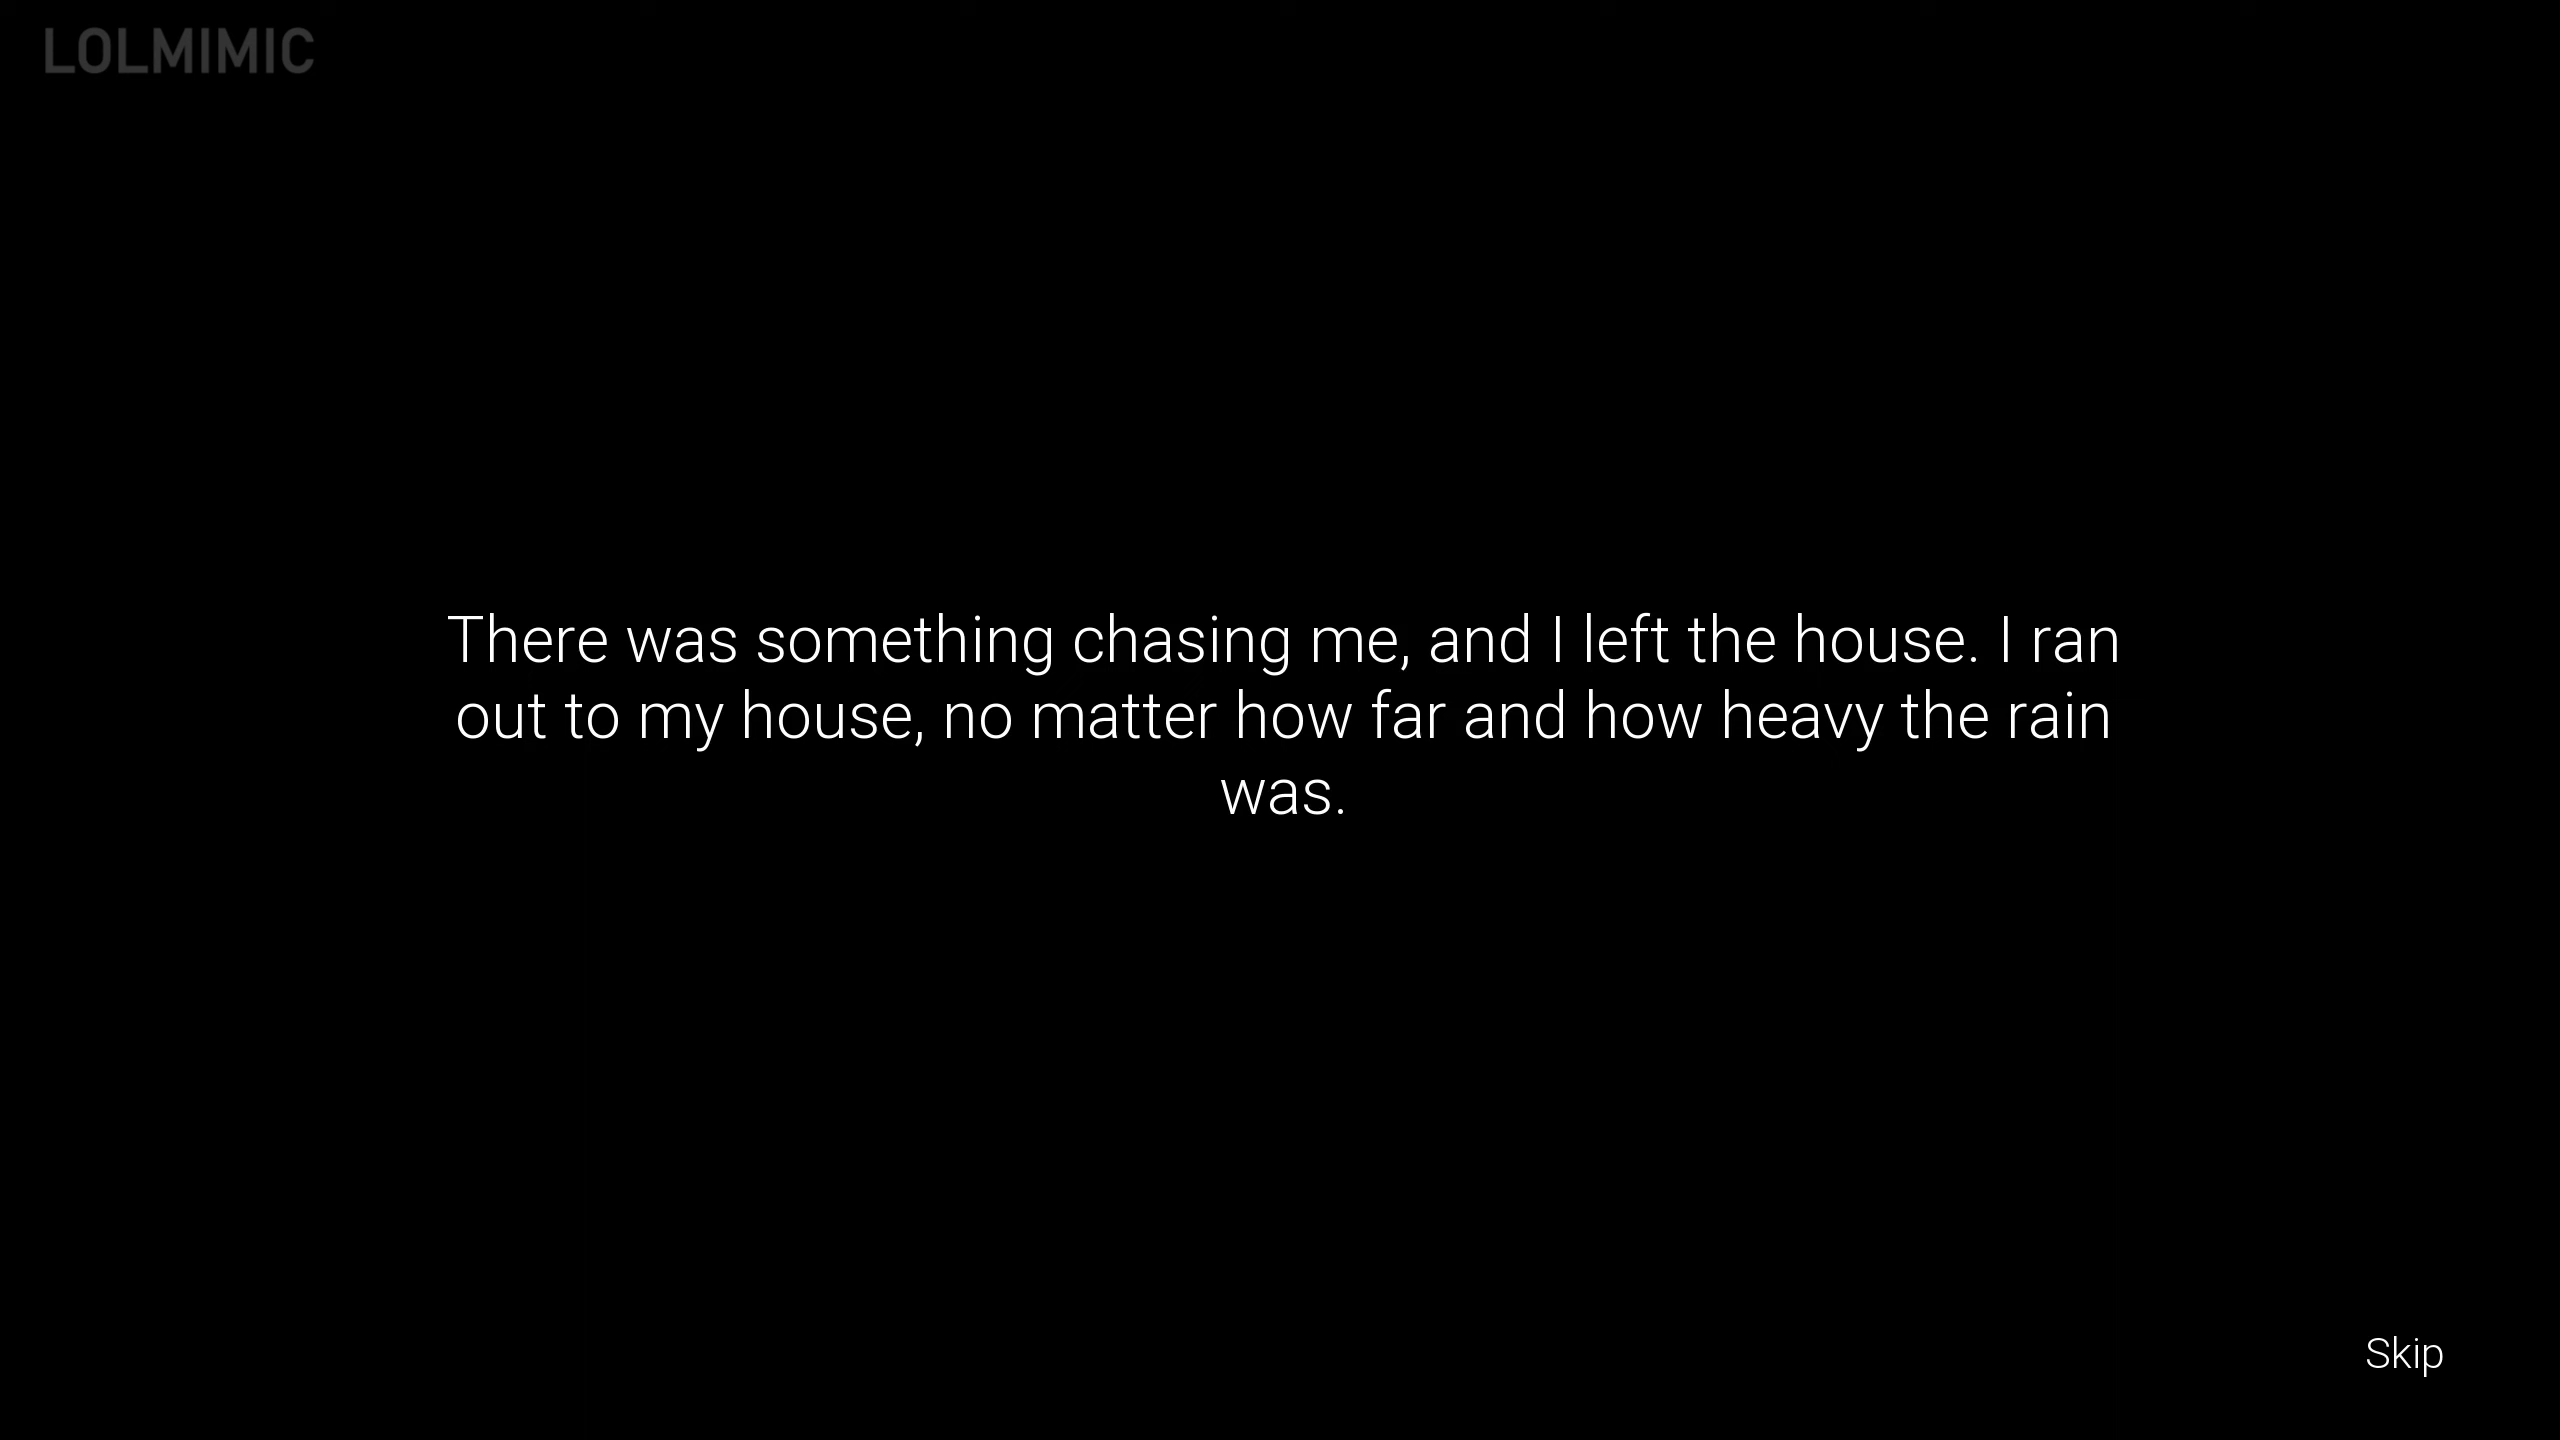 LOLMIMIC
There was something chasing me, and I left the house. I ran
out to my house, no matter how far and how heavy the rain
was.
Skip